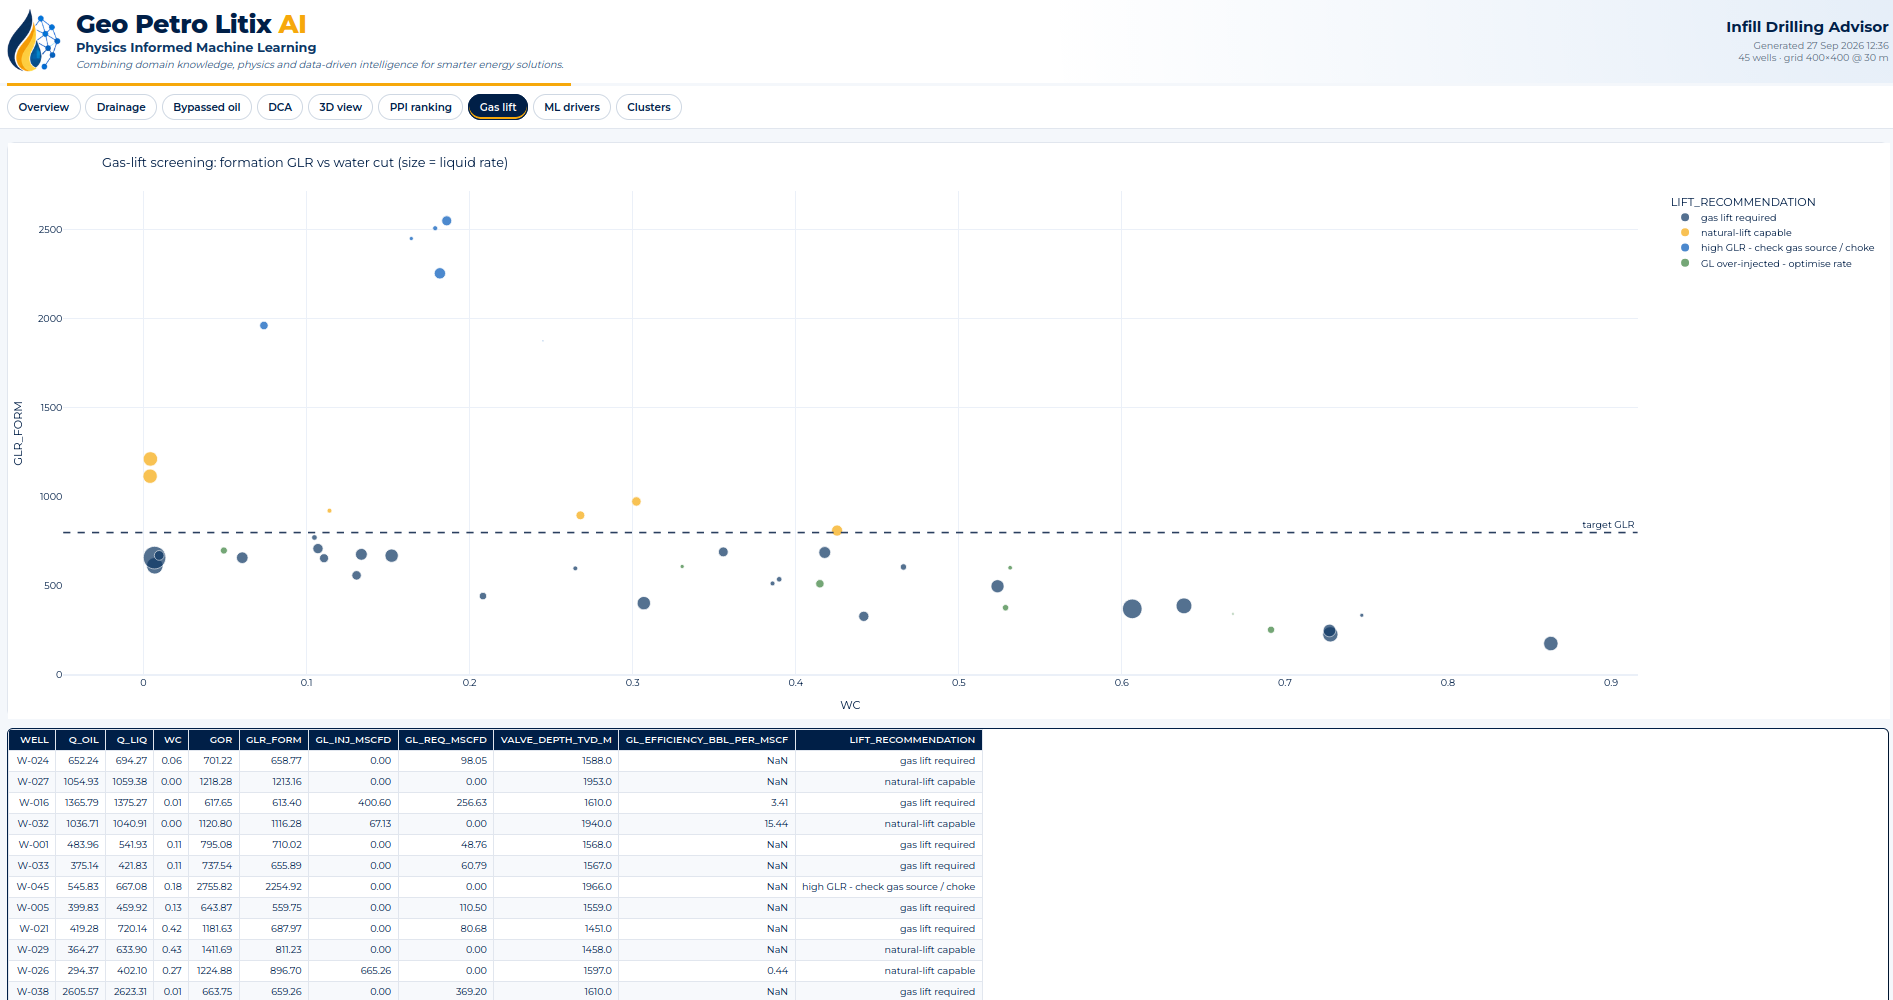 Geo Petro Litix AI
Physics Informed Machine Learning
Combining domain knowledge, physics and data-driven intelligence for smarter energy solutions.
Infill Drilling Advisor
Generated 27 Sep 2026 12:36
45 wells · grid 400×400 @ 30 m
Overview Drainage Bypassed oil DCA 3D view PPI ranking Gas lift ML drivers Clusters
Gas-lift screening: formation GLR vs water cut (size = liquid rate)
LIFT_RECOMMENDATION
gas lift required
natural-lift capable
high GLR - check gas source / choke
GL over-injected - optimise rate
2500
2000
1500
1000
500
0
GLR_FORM
target GLR
0 0.1 0.2 0.3 0.4 0.5 0.6 0.7 0.8 0.9
WC
WELL Q_OIL Q_LIQ WC GOR GLR_FORM GL_INJ_MSCFD GL_REQ_MSCFD VALVE_DEPTH_TVD_M GL_EFFICIENCY_BBL_PER_MSCF LIFT_RECOMMENDATION
W-024 652.24 694.27 0.06 701.22 658.77 0.00 98.05 1588.0 NaN gas lift required
W-027 1054.93 1059.38 0.00 1218.28 1213.16 0.00 0.00 1953.0 NaN natural-lift capable
W-016 1365.79 1375.27 0.01 617.65 613.40 400.60 256.63 1610.0 3.41 gas lift required
W-032 1036.71 1040.91 0.00 1120.80 1116.28 67.13 0.00 1940.0 15.44 natural-lift capable
W-001 483.96 541.93 0.11 795.08 710.02 0.00 48.76 1568.0 NaN gas lift required
W-033 375.14 421.83 0.11 737.54 655.89 0.00 60.79 1567.0 NaN gas lift required
W-045 545.83 667.08 0.18 2755.82 2254.92 0.00 0.00 1966.0 NaN high GLR - check gas source / choke
W-005 399.83 459.92 0.13 643.87 559.75 0.00 110.50 1559.0 NaN gas lift required
W-021 419.28 720.14 0.42 1181.63 687.97 0.00 80.68 1451.0 NaN gas lift required
W-029 364.27 633.90 0.43 1411.69 811.23 0.00 0.00 1458.0 NaN natural-lift capable
W-026 294.37 402.10 0.27 1224.88 896.70 665.26 0.00 1597.0 0.44 natural-lift capable
W-038 2605.57 2623.31 0.01 663.75 659.26 0.00 369.20 1610.0 NaN gas lift required